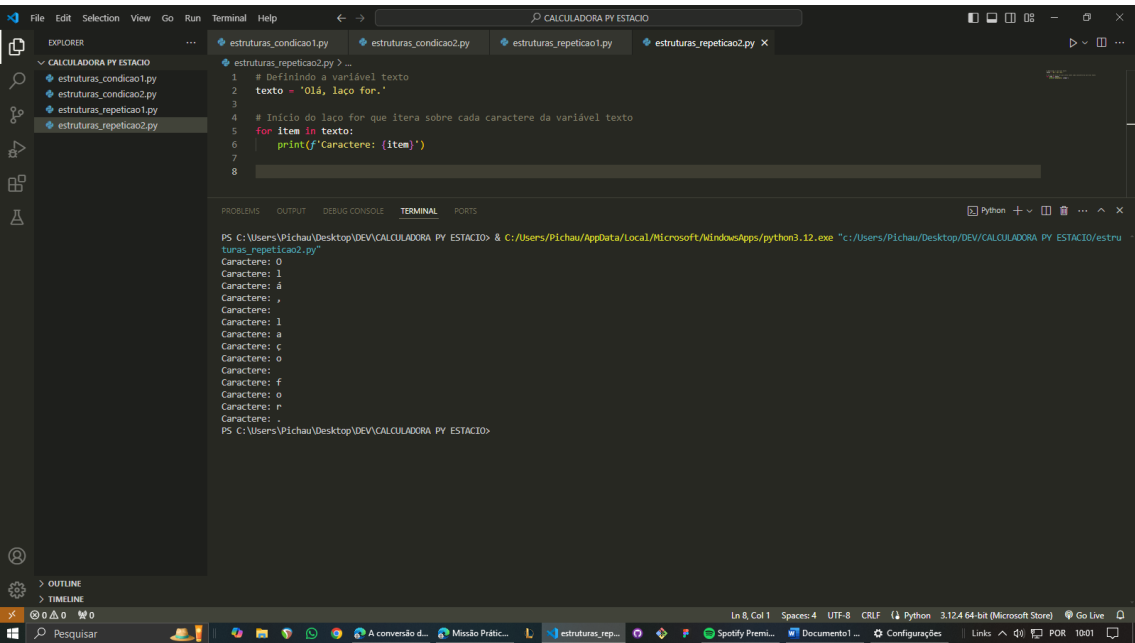 File Edit Selection View Go Run Terminal Help
CALCULADORA PY ESTACIO
EXPLORER
estruturas_condicao1.py estruturas_condicao2.py estruturas_repeticao1.py estruturas_repeticao2.py
CALCULADORA PY ESTACIO
estruturas_condicao1.py
estruturas_condicao2.py
estruturas_repeticao1.py
estruturas_repeticao2.py
estruturas_repeticao2.py > ...
1 # Definindo a variável texto
2 texto = 'Olá, laço for.'
3
4 # Início do laço for que itera sobre cada caractere da variável texto
5 for item in texto:
6 print(f'Caractere: {item}')
7
8
PROBLEMS OUTPUT DEBUG CONSOLE TERMINAL PORTS
Python
PS C:\Users\Pichau\Desktop\DEV\CALCULADORA PY ESTACIO> & C:/Users/Pichau/AppData/Local/Microsoft/WindowsApps/python3.12.exe "c:/Users/Pichau/Desktop/DEV/CALCULADORA PY ESTACIO/estru
turas_repeticao2.py"
Caractere: O
Caractere: l
Caractere: á
Caractere: ,
Caractere:
Caractere: l
Caractere: a
Caractere: ç
Caractere: o
Caractere:
Caractere: f
Caractere: o
Caractere: r
Caractere: .
PS C:\Users\Pichau\Desktop\DEV\CALCULADORA PY ESTACIO>
OUTLINE
TIMELINE
0 0 0
Ln 8, Col 1 Spaces: 4 UTF-8 CRLF Python 3.12.4 64-bit (Microsoft Store) Go Live
Pesquisar A conversão d... Missão Prátic... estruturas_rep... Spotify Premi... Documento1 ... Configurações Links POR 10:01